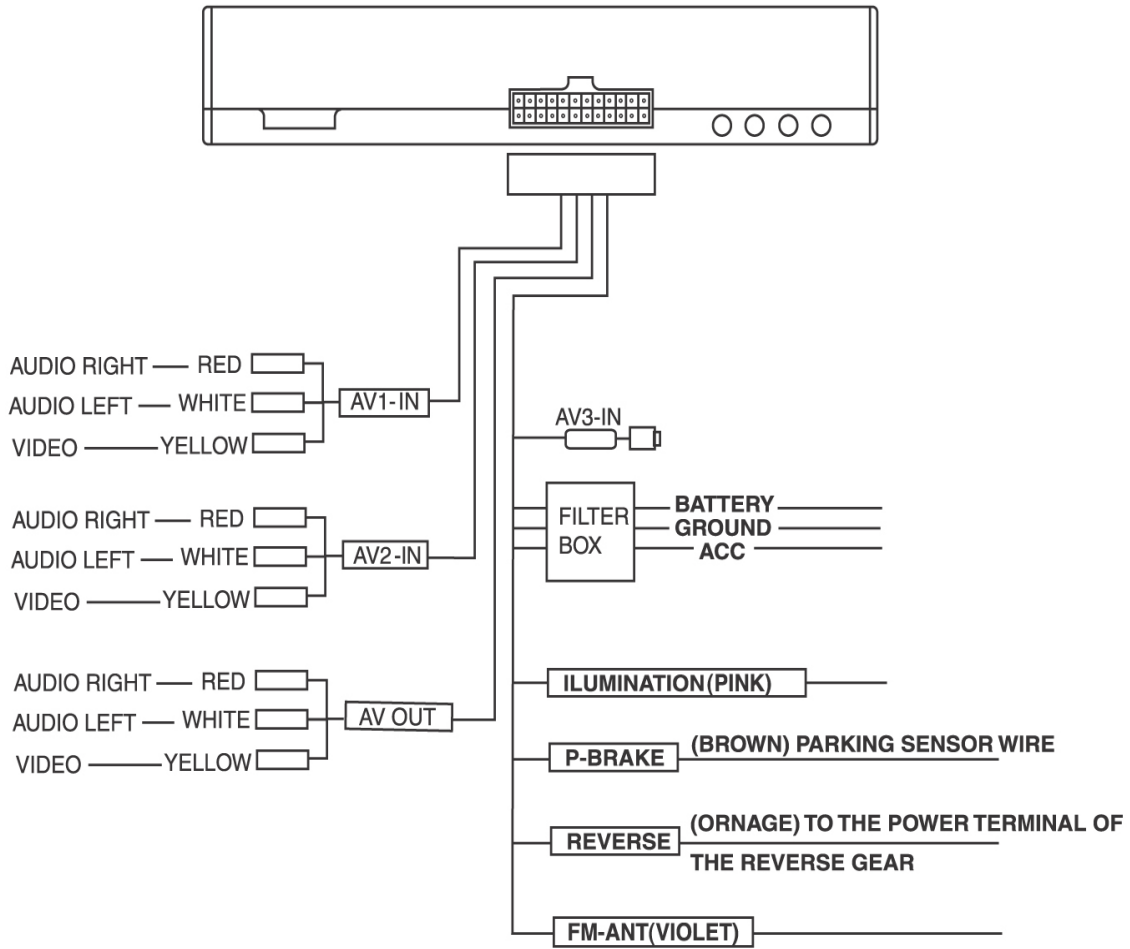 AUDIO RIGHT RED
AUDIO LEFT WHITE
VIDEO YELLOW
AV1-IN
AUDIO RIGHT RED
AUDIO LEFT WHITE
VIDEO YELLOW
AV2-IN
AUDIO RIGHT RED
AUDIO LEFT WHITE
VIDEO YELLOW
AV OUT
AV3-IN
FILTER
BOX
BATTERY
GROUND
ACC
ILUMINATION(PINK)
P-BRAKE (BROWN) PARKING SENSOR WIRE
REVERSE (ORNAGE) TO THE POWER TERMINAL OF
THE REVERSE GEAR
FM-ANT(VIOLET)